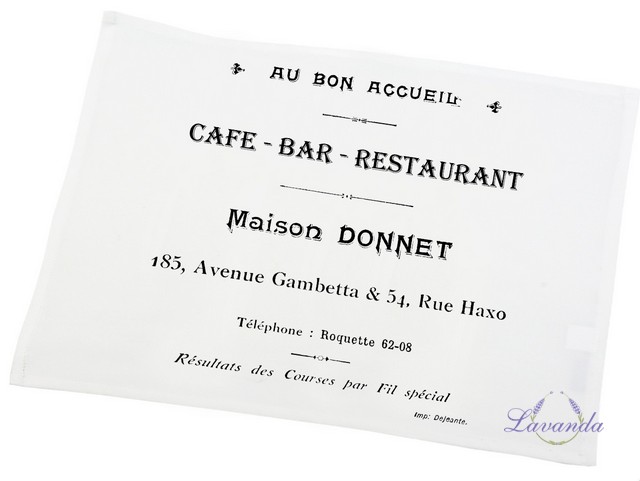 AU BON ACCUEIL
CAFE - BAR - RESTAURANT
Maison DONNET
185, Avenue Gambetta & 54, Rue Haxo
Téléphone : Roquette 62-08
Résultats des Courses par Fil spécial
Imp: Dejeante.
Lavanda